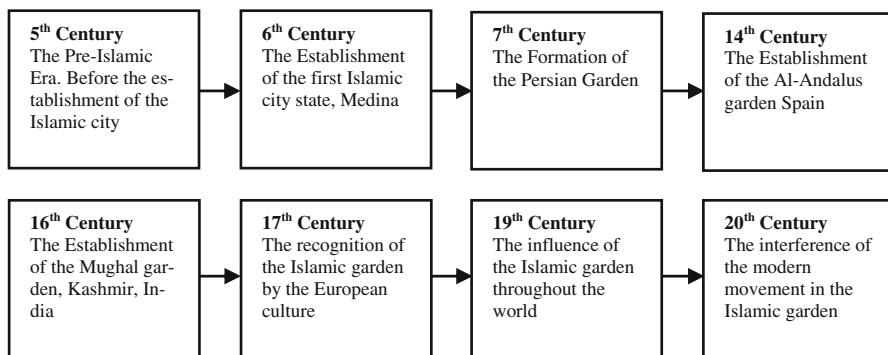 5th Century
The Pre-Islamic
Era. Before the es-
tablishment of the
Islamic city
6th Century
The Establishment
of the first Islamic
city state, Medina
7th Century
The Formation of
the Persian Garden
14th Century
The Establishment
of the Al-Andalus
garden Spain
16th Century
The Establishment
of the Mughal gar-
den, Kashmir, In-
dia
17th Century
The recognition of
the Islamic garden
by the European
culture
19th Century
The influence of
the Islamic garden
throughout the
world
20th Century
The interference of
the modern
movement in the
Islamic garden